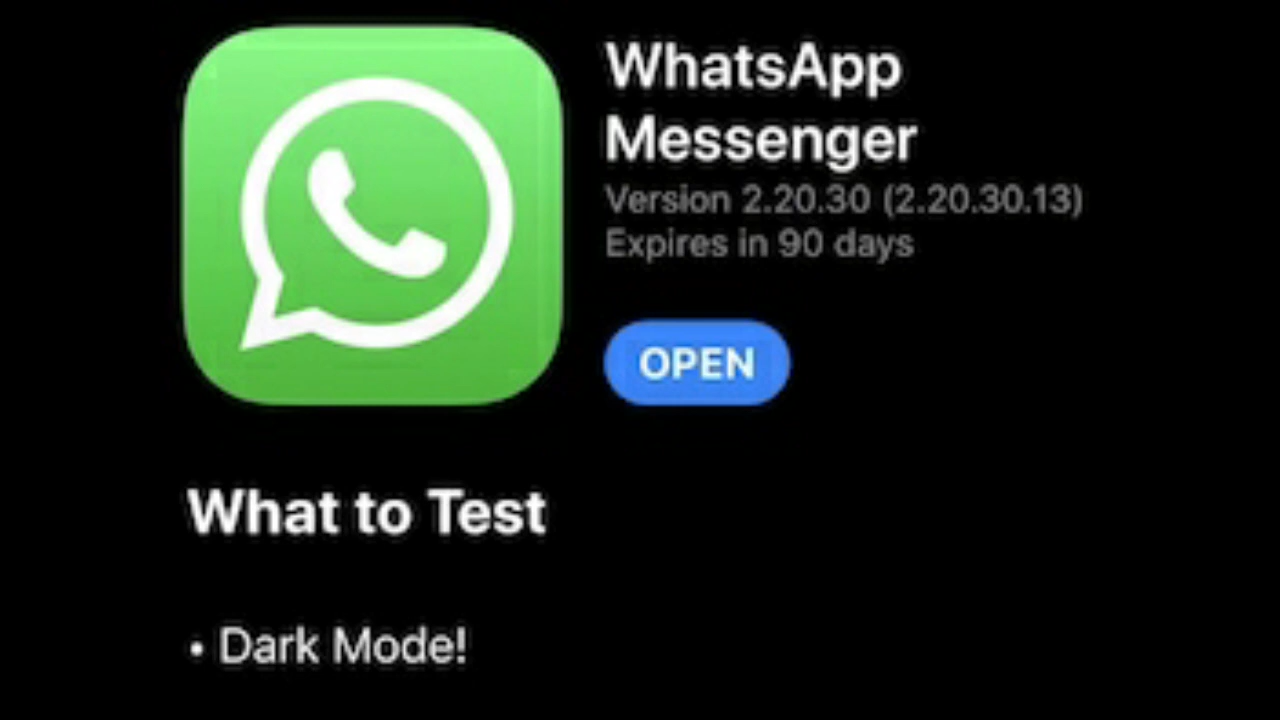 WhatsApp
Messenger
Version 2.20.30 (2.20.30.13)
Expires in 90 days
OPEN
What to Test
• Dark Mode!